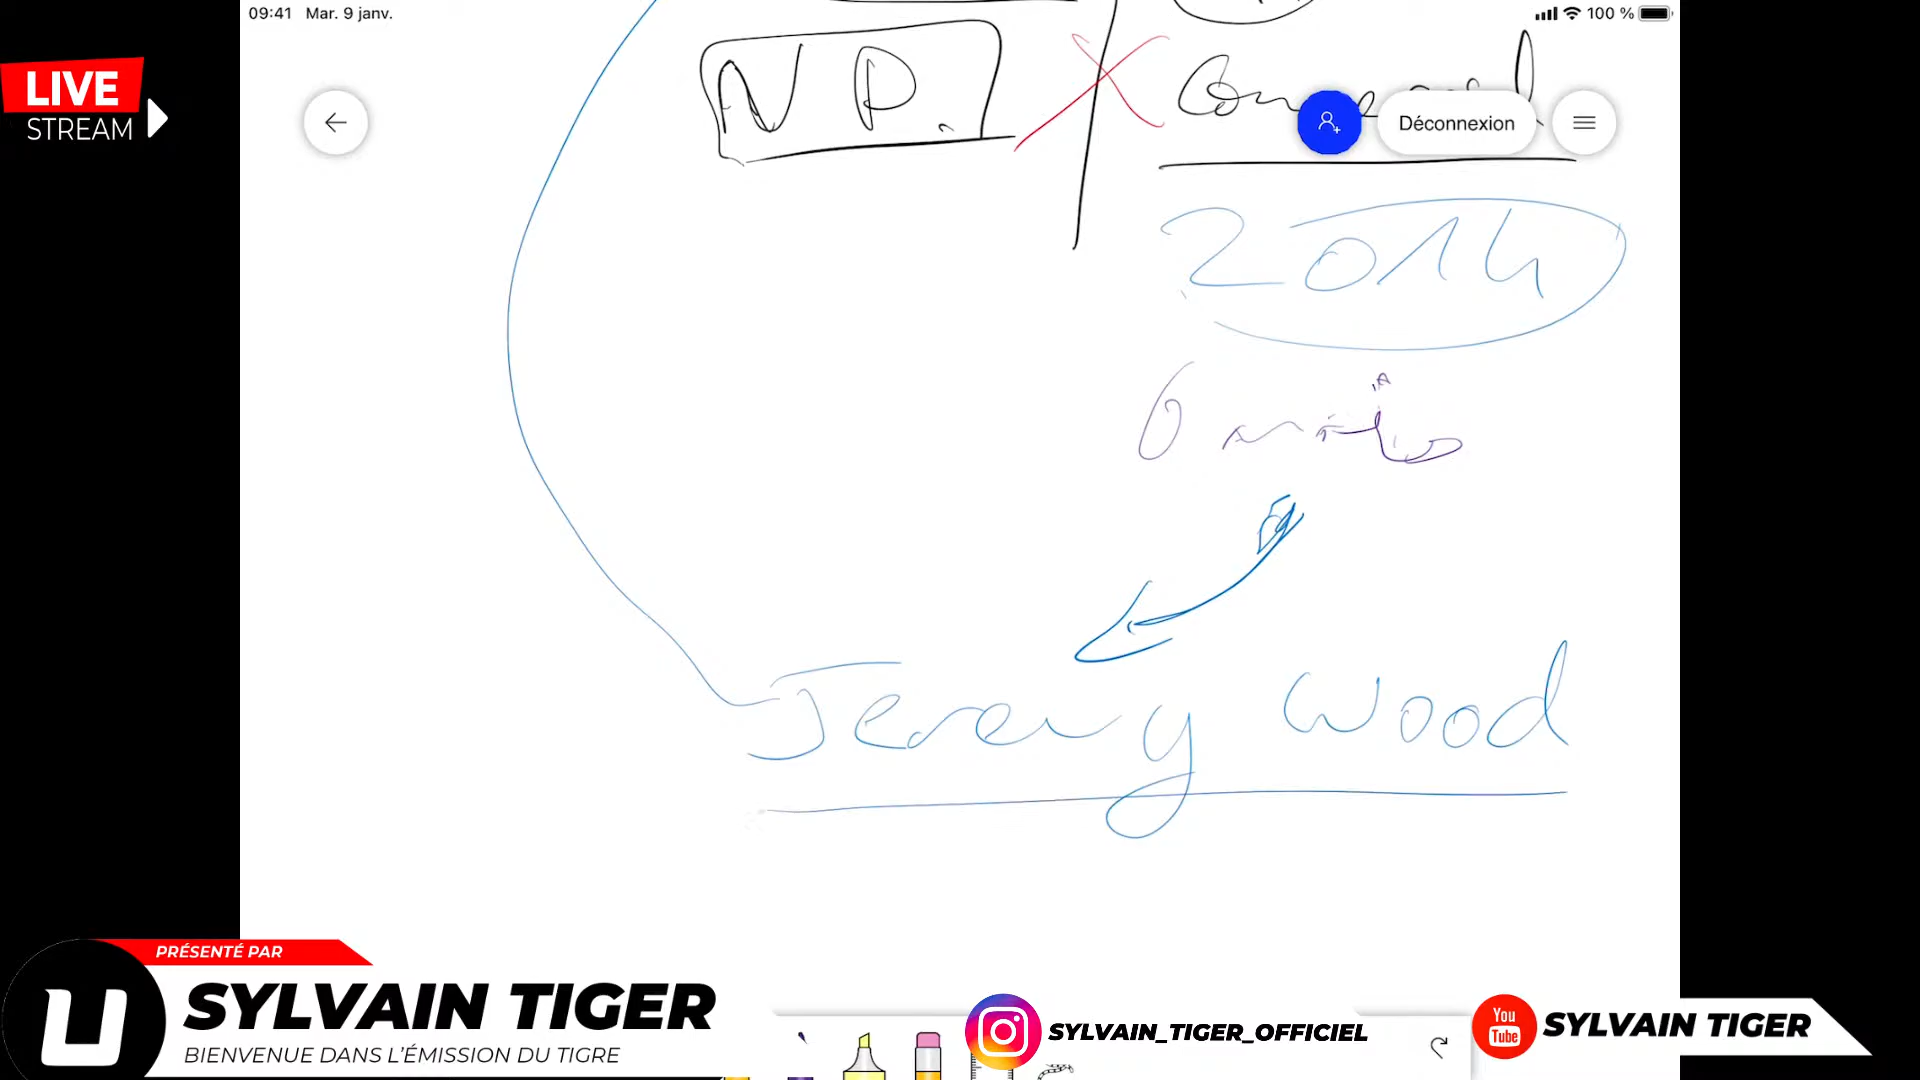 09:41 Mar. 9 janv.
100 %
LIVE
STREAM
N P.
Déconnexion
2014
6 mois
Jeremy Wood
PRÉSENTÉ PAR
SYLVAIN TIGER
BIENVENUE DANS L'ÉMISSION DU TIGRE
SYLVAIN_TIGER_OFFICIEL
You
Tube
SYLVAIN TIGER